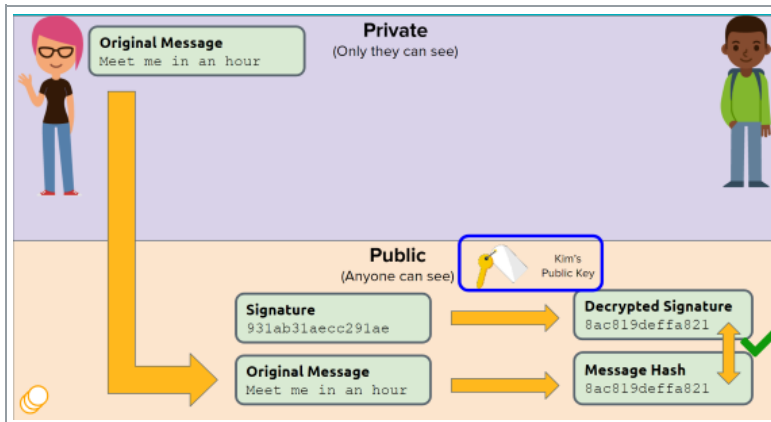 Original Message
Meet me in an hour
Private
(Only they can see)
Public
(Anyone can see)
Kim's
Public Key
Signature
931ab31aecc291ae
Decrypted Signature
8ac819deffa821
Original Message
Meet me in an hour
Message Hash
8ac819deffa821